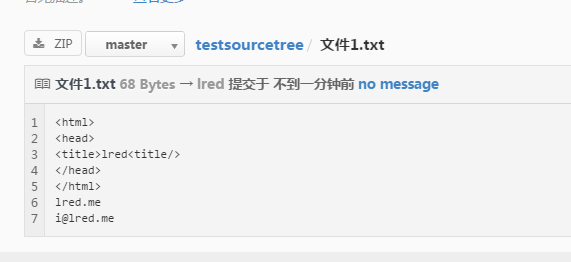 ZIP master testsourcetree / 文件1.txt
文件1.txt 68 Bytes → lred 提交于 不到一分钟前 no message
1 <html>
2 <head>
3 <title>lred<title/>
4 </head>
5 </html>
6 lred.me
7 i@lred.me